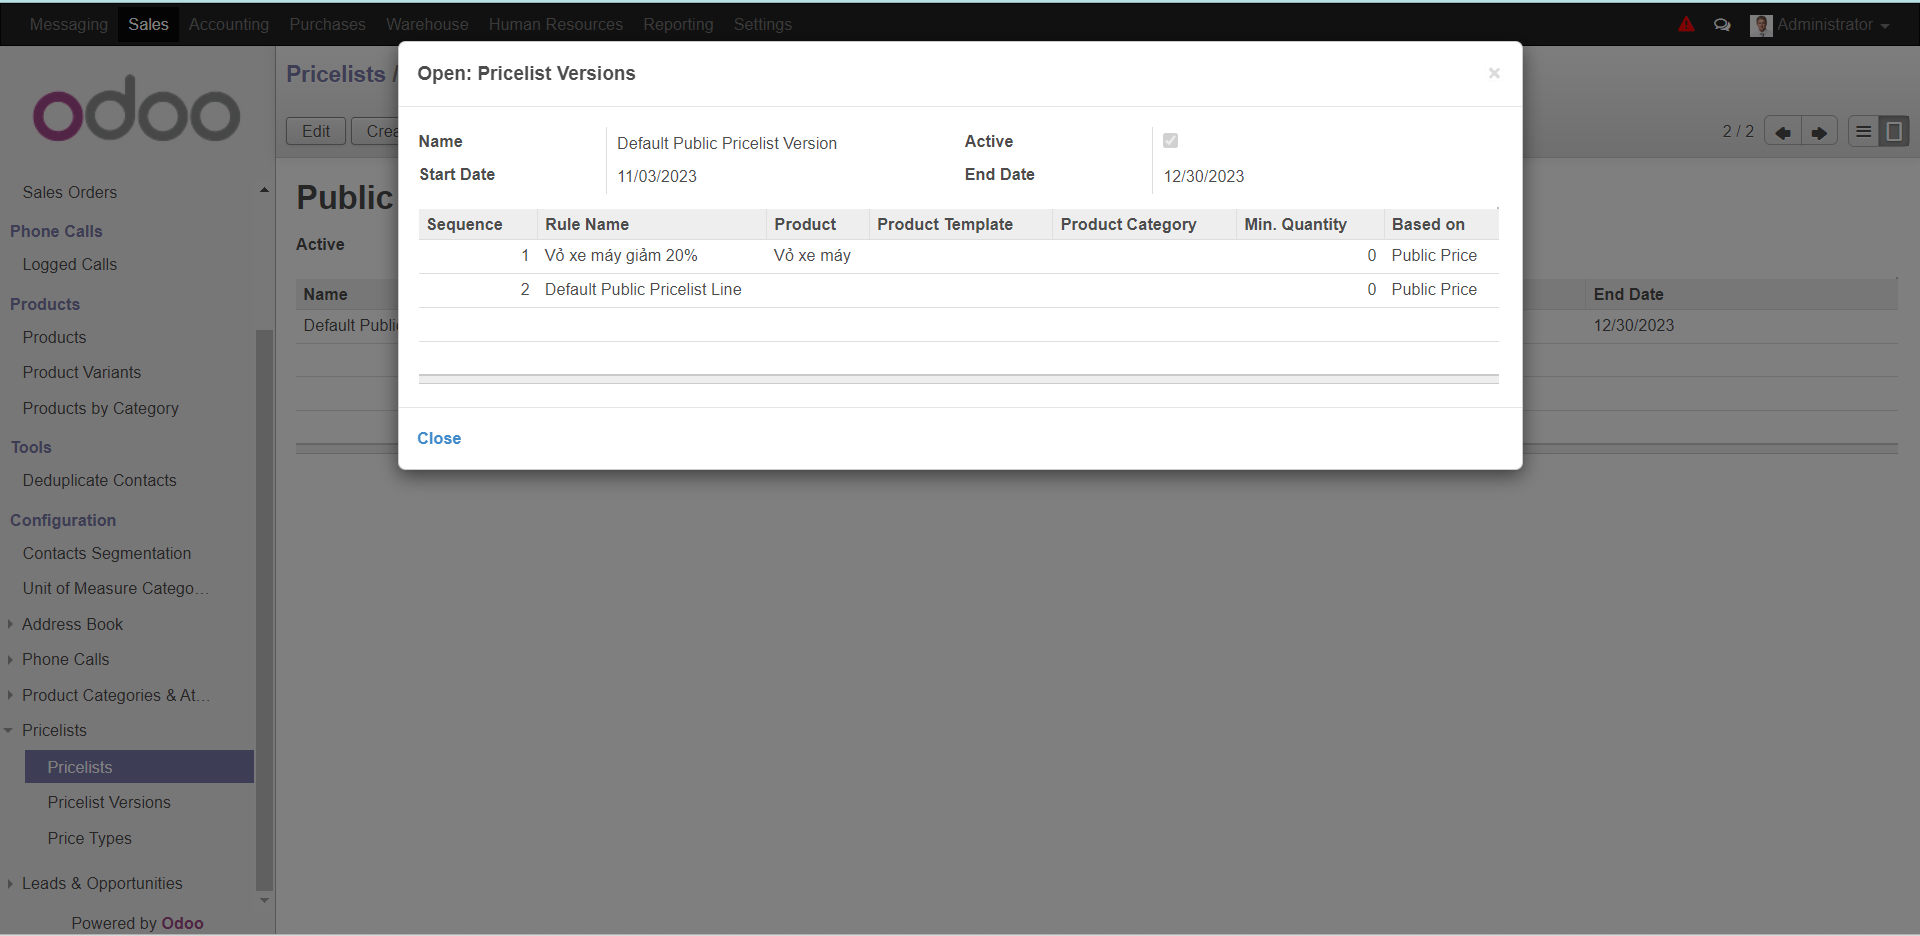 Messaging Sales Accounting Purchases Warehouse Human Resources Reporting Settings Administrator
odoo
Sales Orders
Phone Calls
Logged Calls
Products
Products
Product Variants
Products by Category
Tools
Deduplicate Contacts
Configuration
Contacts Segmentation
Unit of Measure Catego...
Address Book
Phone Calls
Product Categories & At...
Pricelists
Pricelists
Pricelist Versions
Price Types
Leads & Opportunities
Powered by Odoo
Pricelists /
Edit Crea
2 / 2
Public
Active
Name End Date
Default Publi 12/30/2023
Open: Pricelist Versions ×
Name Default Public Pricelist Version Active
Start Date 11/03/2023 End Date 12/30/2023
Sequence Rule Name Product Product Template Product Category Min. Quantity Based on
1 Vỏ xe máy giảm 20% Vỏ xe máy 0 Public Price
2 Default Public Pricelist Line 0 Public Price
Close